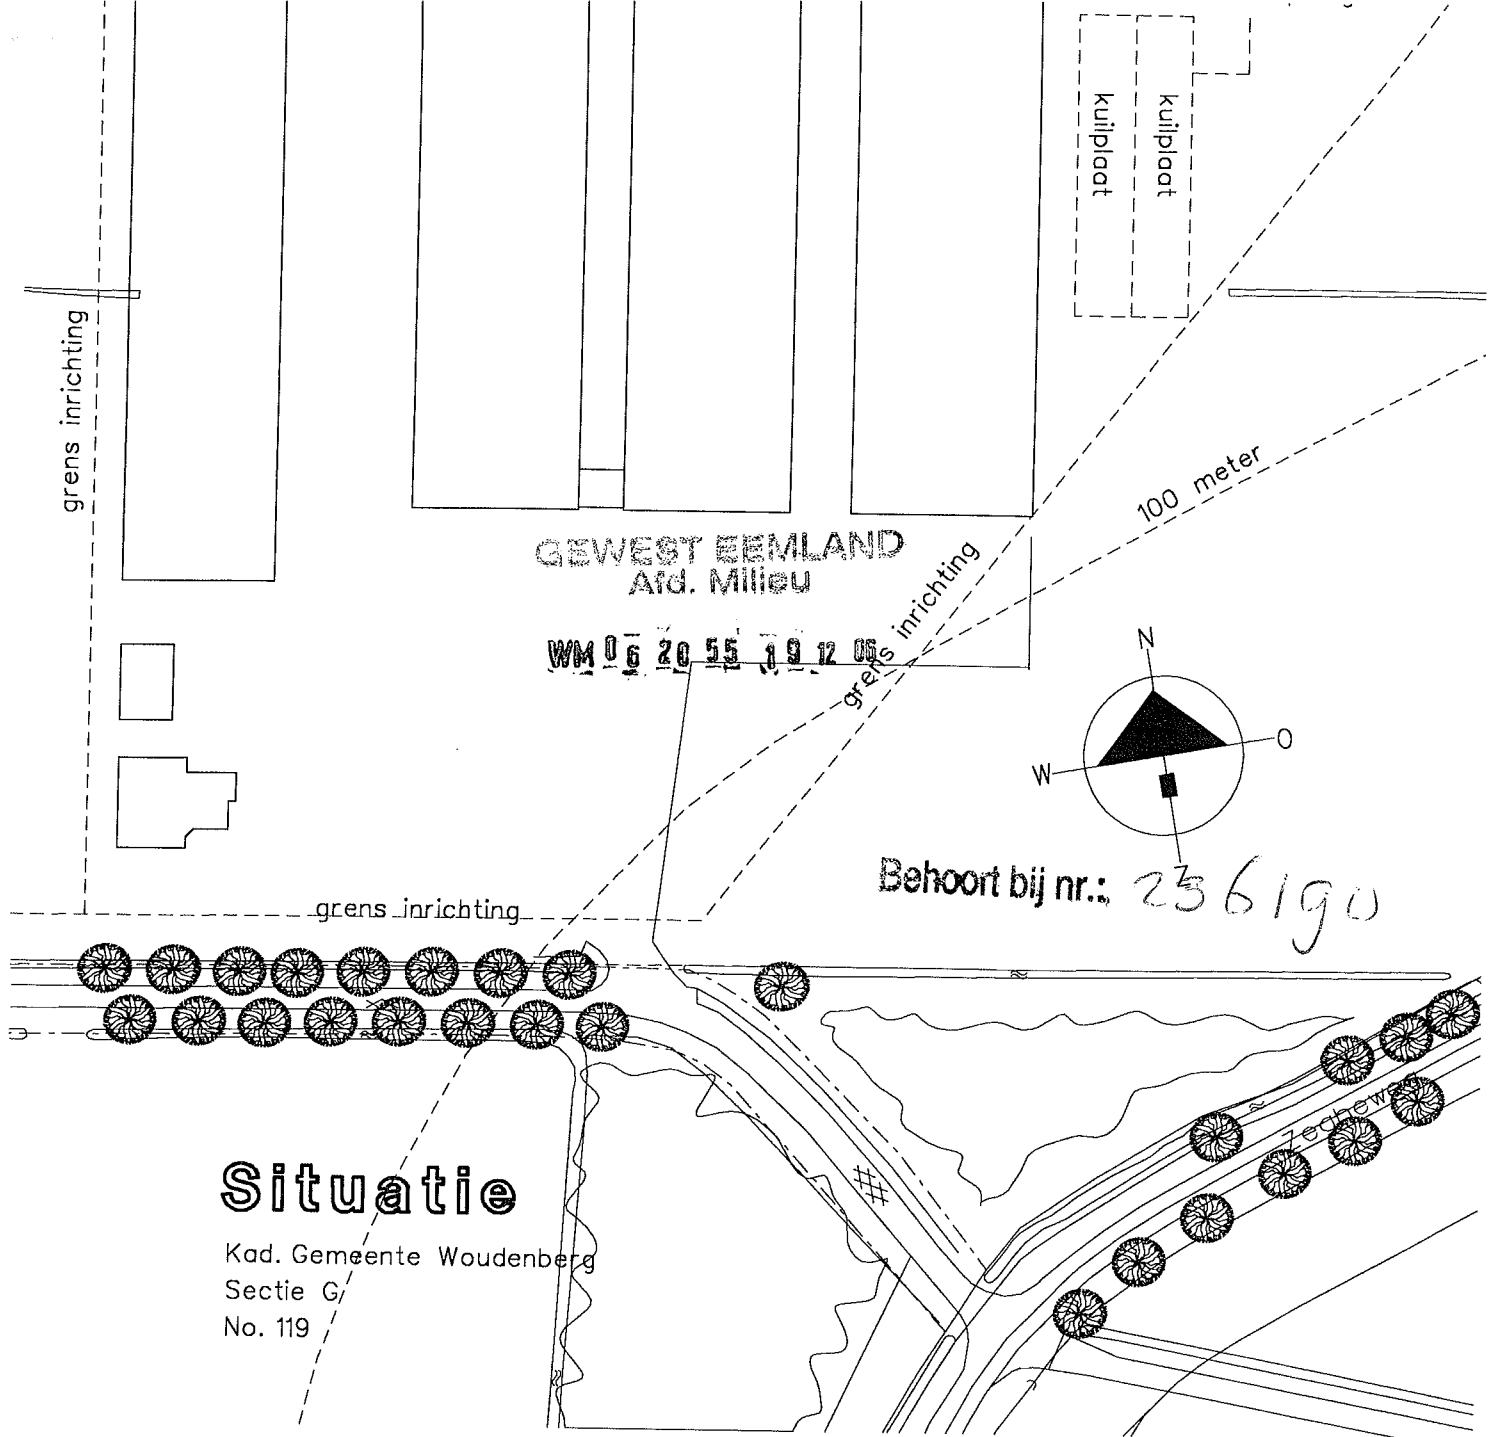 kuilplaat
kuilplaat
grens inrichting
100 meter
GEWEST EEMLAND
Afd. Milieu
grens inrichting
WM 06 20 55 19 12 06
N
O
W
Z
Behoort bij nr.:
grens inrichting
Zegheweg
Situatie
Kad. Gemeente Woudenberg
Sectie G
No. 119